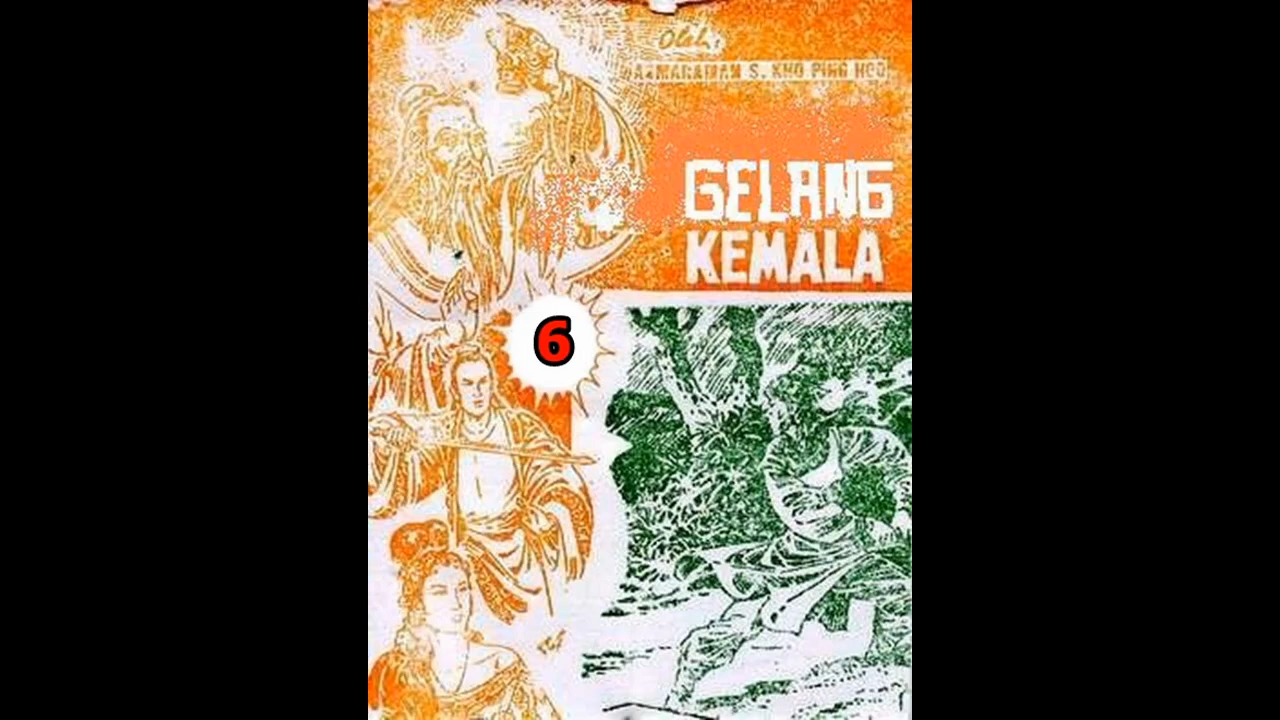 Oleh:
ASMARAMAN S. KHO PING HOO
GELANG
KEMALA
6